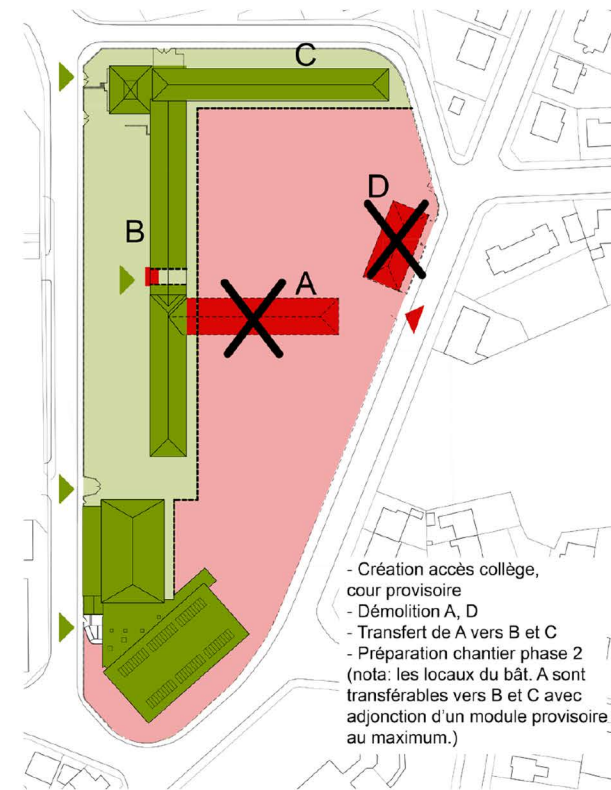 C
D
B
A
- Création accès collège,
cour provisoire
- Démolition A, D
- Transfert de A vers B et C
- Préparation chantier phase 2
(nota: les locaux du bât. A sont
transférables vers B et C avec
adjonction d'un module provisoire
au maximum.)